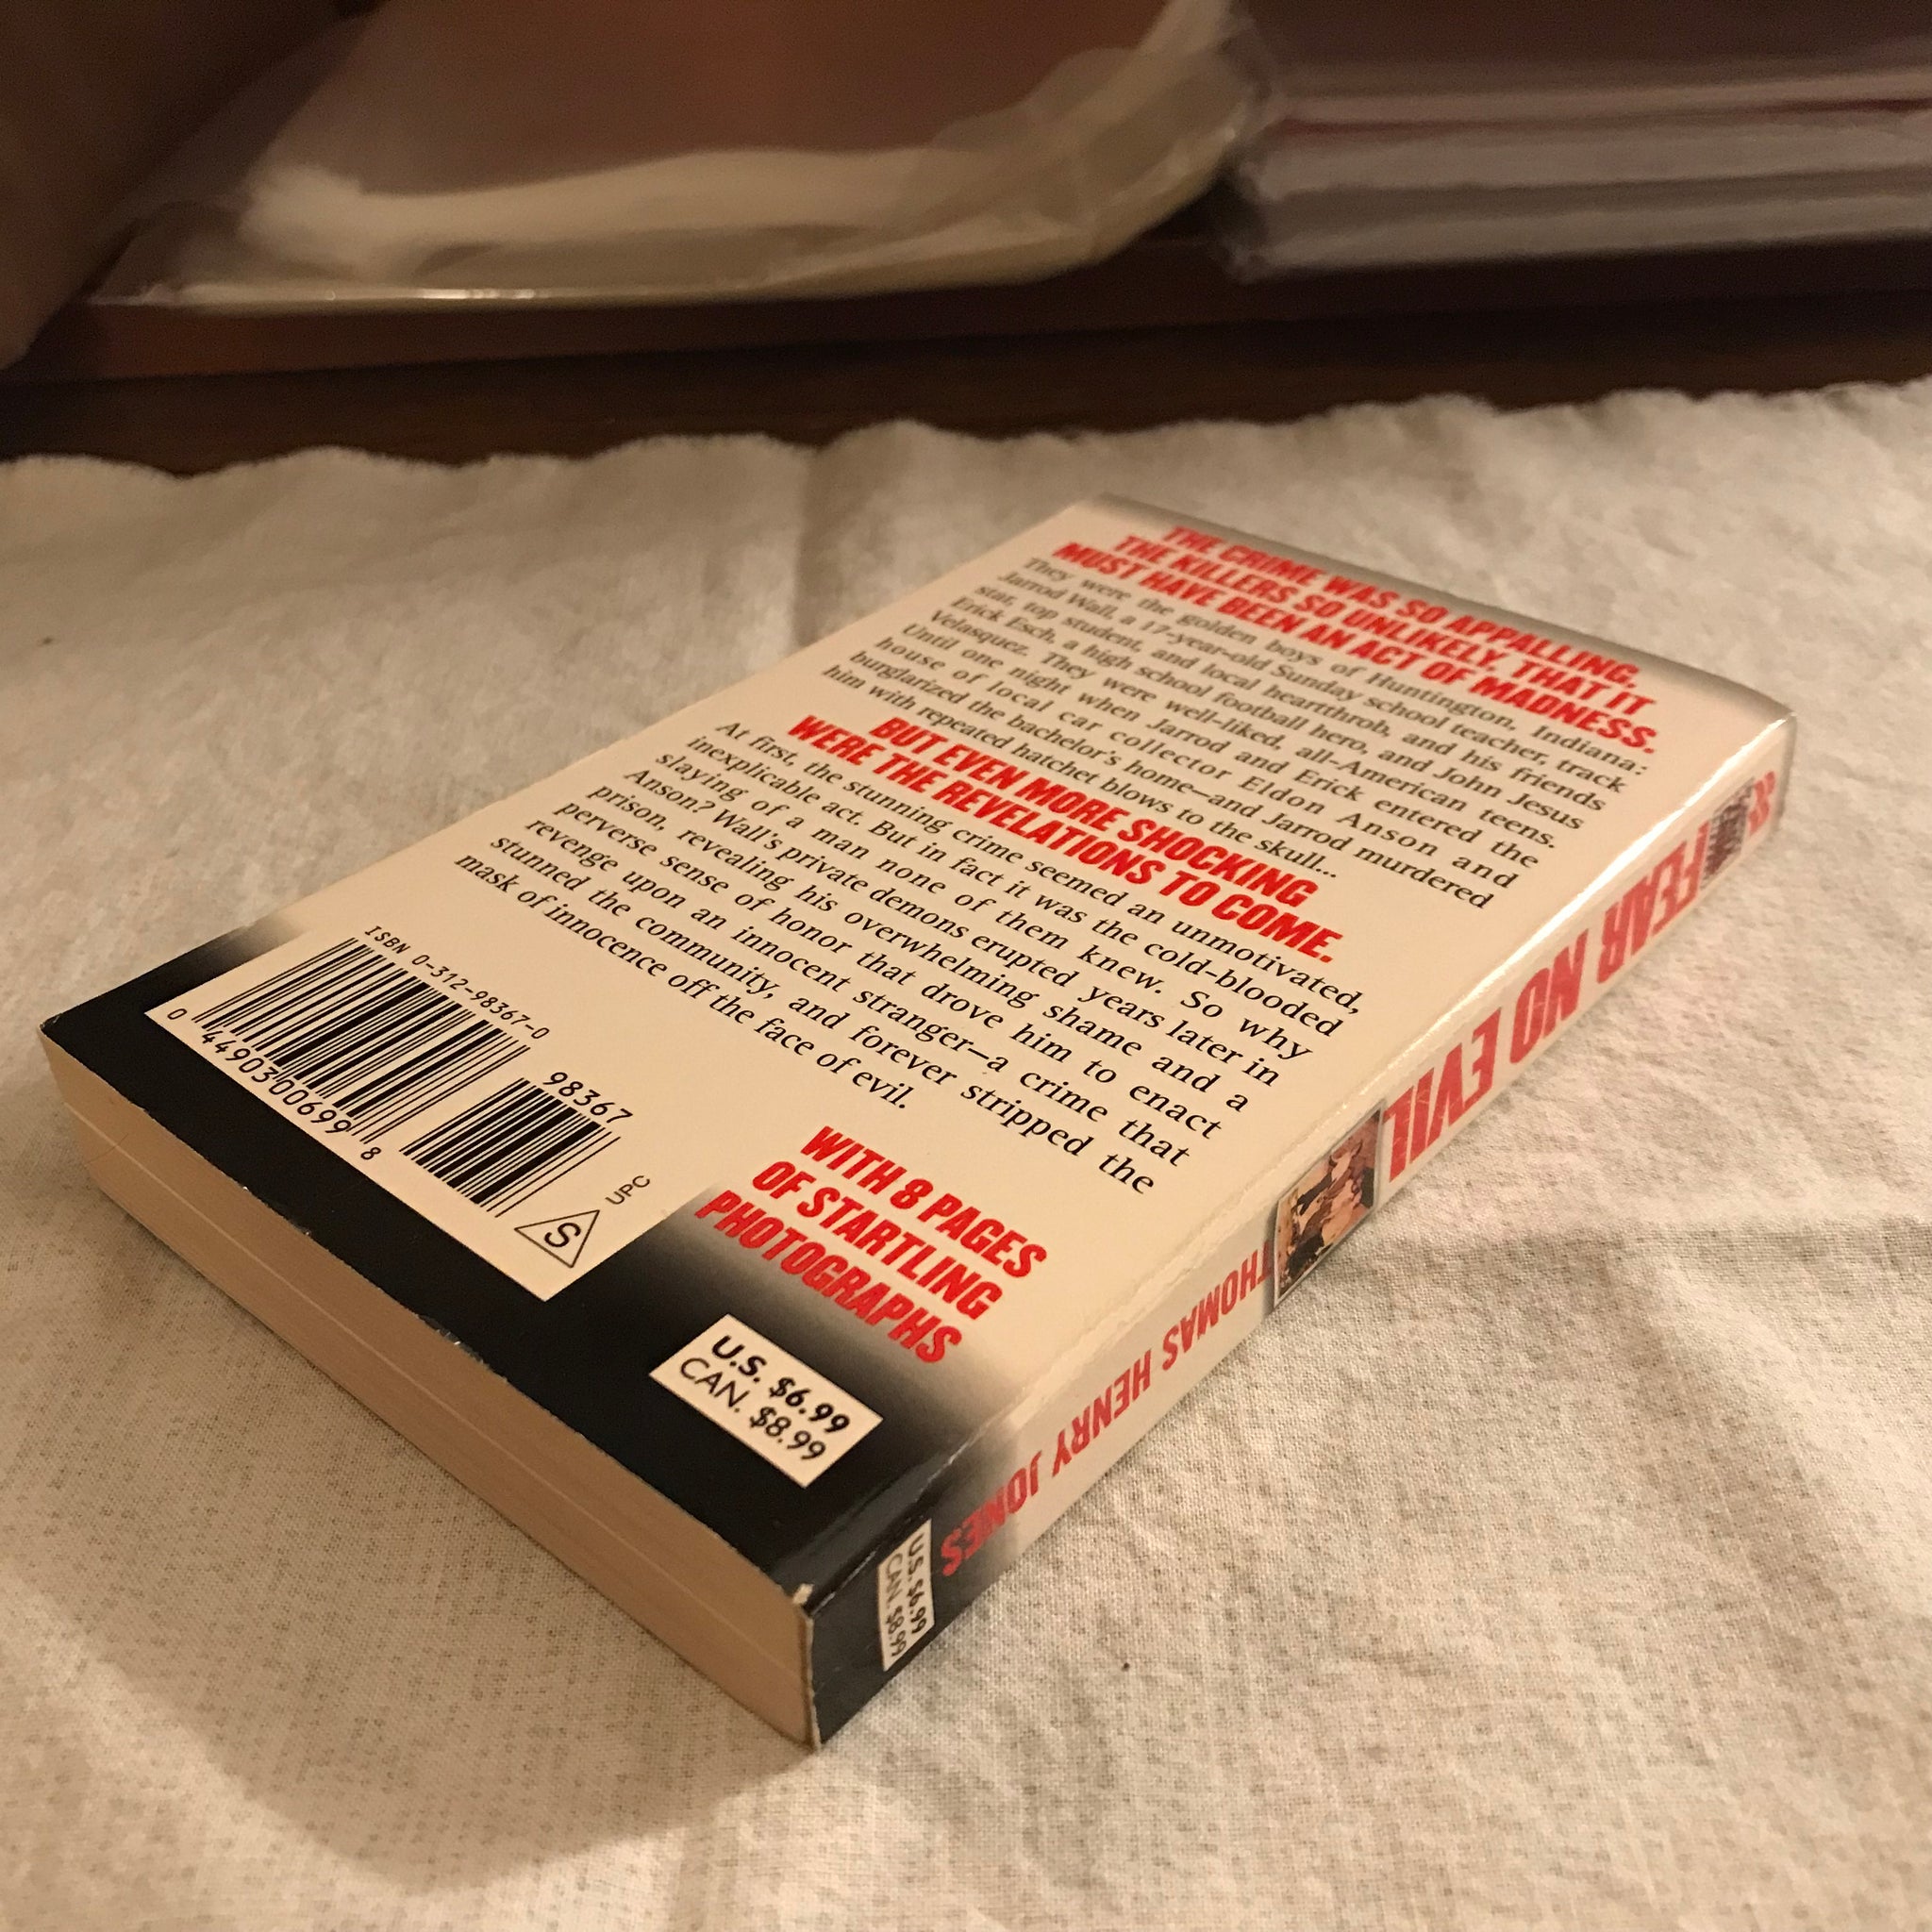 THE CRIME WAS SO APPALLING,
THE KILLERS SO UNLIKELY, THAT IT
MUST HAVE BEEN AN ACT OF MADNESS.
They were the golden boys of Huntington, Indiana:
Jarrod Wall, a 17-year-old Sunday school teacher, track
star, top student, and local heartthrob, and his friends
Erick Esch, a high school football hero, and John Jesus
Velasquez. They were well-liked, all-American teens.
Until one night when Jarrod and Erick entered the
house of local car collector Eldon Anson and
burglarized the bachelor's home—and Jarrod murdered
him with repeated hatchet blows to the skull...
BUT EVEN MORE SHOCKING
WERE THE REVELATIONS TO COME.
At first, the stunning crime seemed an unmotivated,
inexplicable act. But in fact it was the cold-blooded
slaying of a man none of them knew. So why
Anson? Wall's private demons erupted years later in
prison, revealing his overwhelming shame and a
perverse sense of honor that drove him to enact
revenge upon an innocent stranger—a crime that
stunned the community, and forever stripped the
mask of innocence off the face of evil.
WITH 8 PAGES
OF STARTLING
PHOTOGRAPHS
ISBN 0-312-98367-0
98367
0 44903 00699 8
UPC
S
U.S. $6.99
CAN. $8.99
FEAR NO EVIL
THOMAS HENRY JONES
U.S. $6.99
CAN. $8.99